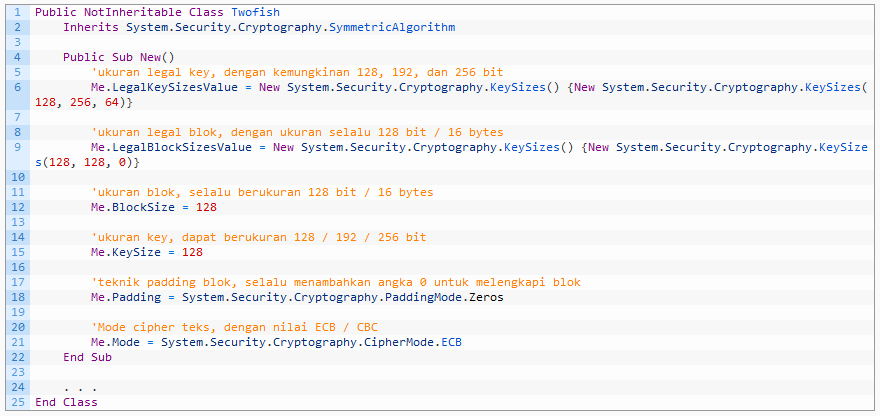 1 Public NotInheritable Class Twofish
2     Inherits System.Security.Cryptography.SymmetricAlgorithm
3
4     Public Sub New()
5         'ukuran legal key, dengan kemungkinan 128, 192, dan 256 bit
6         Me.LegalKeySizesValue = New System.Security.Cryptography.KeySizes() {New System.Security.Cryptography.KeySizes(
128, 256, 64)}
7
8         'ukuran legal blok, dengan ukuran selalu 128 bit / 16 bytes
9         Me.LegalBlockSizesValue = New System.Security.Cryptography.KeySizes() {New System.Security.Cryptography.KeySize
s(128, 128, 0)}
10
11         'ukuran blok, selalu berukuran 128 bit / 16 bytes
12         Me.BlockSize = 128
13
14         'ukuran key, dapat berukuran 128 / 192 / 256 bit
15         Me.KeySize = 128
16
17         'teknik padding blok, selalu menambahkan angka 0 untuk melengkapi blok
18         Me.Padding = System.Security.Cryptography.PaddingMode.Zeros
19
20         'Mode cipher teks, dengan nilai ECB / CBC
21         Me.Mode = System.Security.Cryptography.CipherMode.ECB
22     End Sub
23
24     . . .
25 End Class